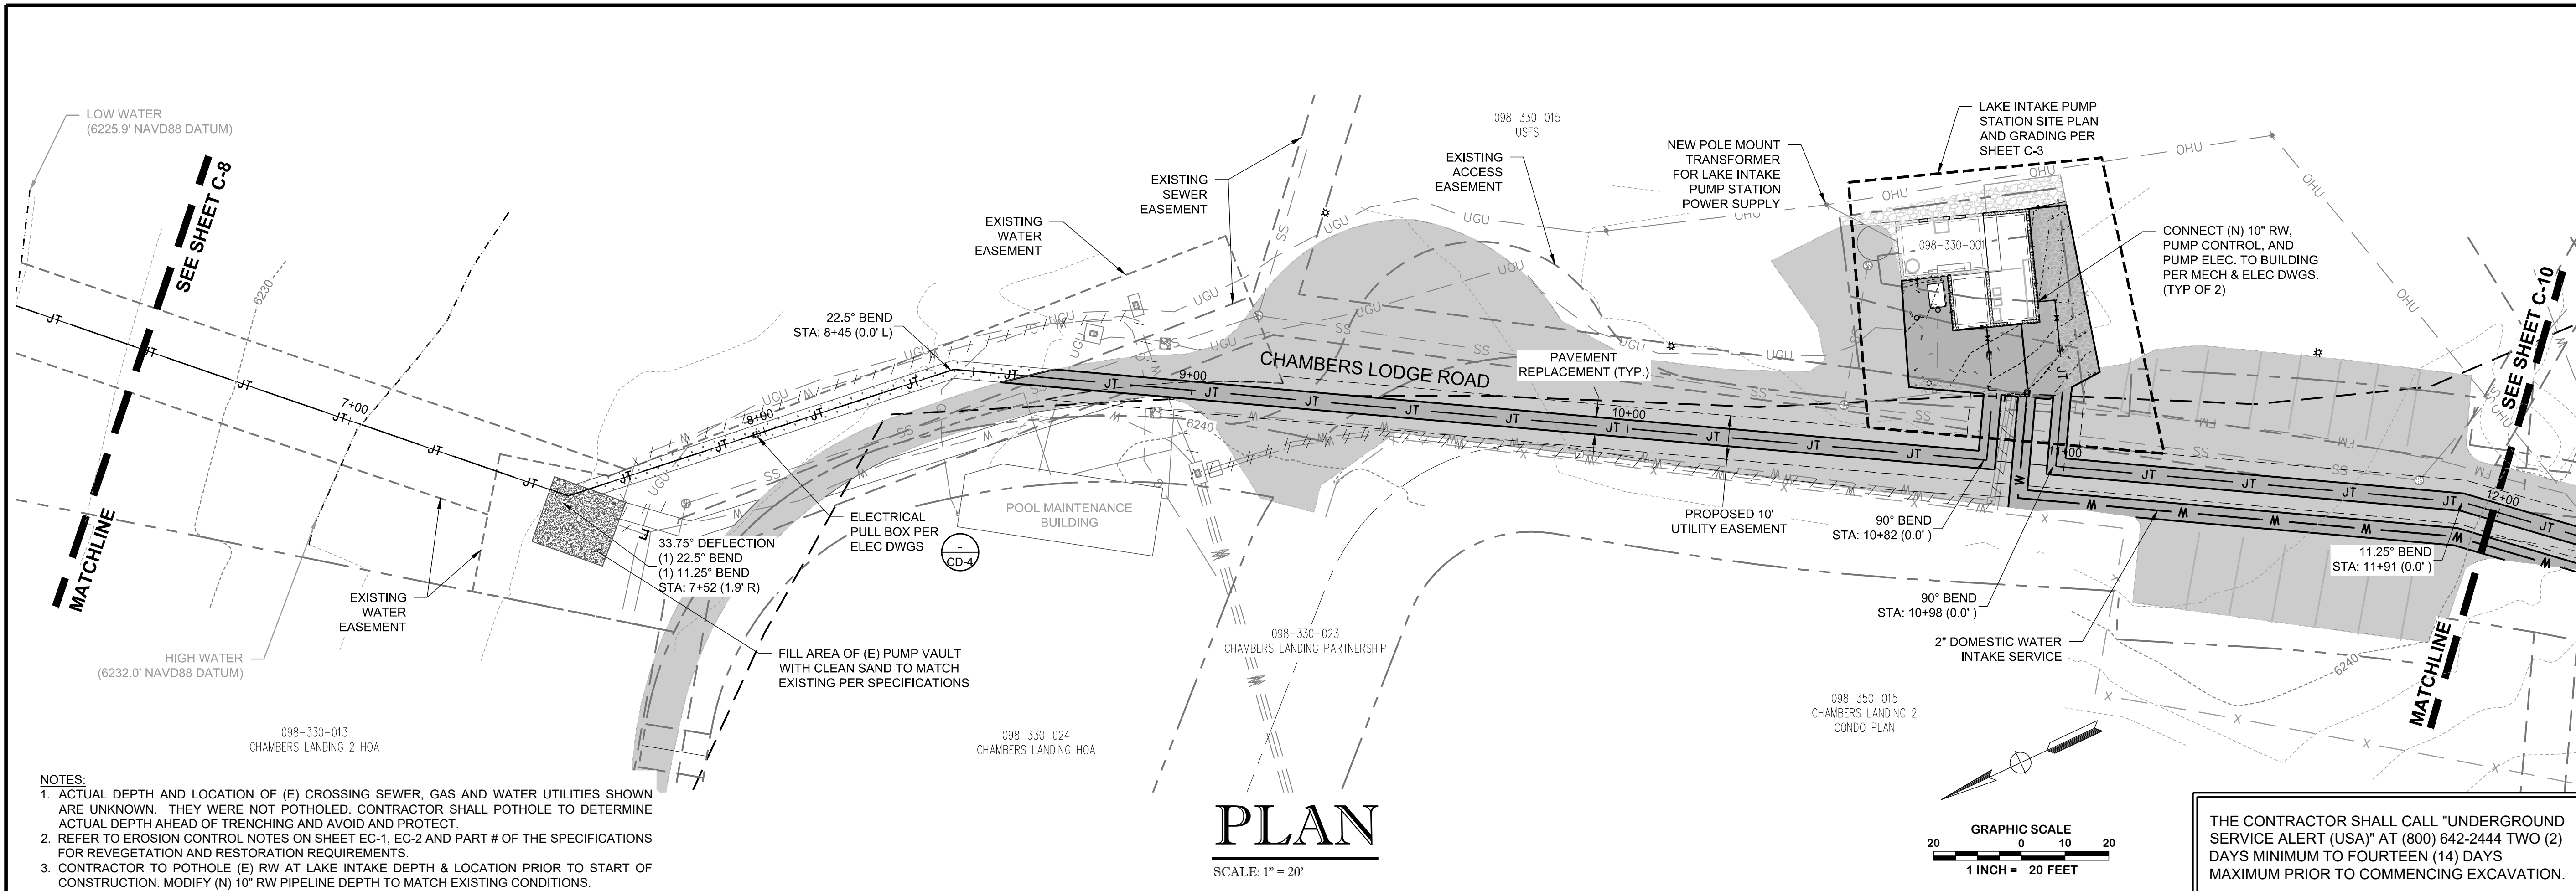 LOW WATER
(6225.9' NAVD88 DATUM)
SEE SHEET C-8
MATCHLINE
6230
JT
7+00
EXISTING
WATER
EASEMENT
HIGH WATER
(6232.0' NAVD88 DATUM)
098-330-013
CHAMBERS LANDING 2 HOA
22.5° BEND
STA: 8+45 (0.0' L)
8+00
33.75° DEFLECTION
(1) 22.5° BEND
(1) 11.25° BEND
STA: 7+52 (1.9' R)
ELECTRICAL
PULL BOX PER
ELEC DWGS
-
CD-4
FILL AREA OF (E) PUMP VAULT
WITH CLEAN SAND TO MATCH
EXISTING PER SPECIFICATIONS
EXISTING
WATER
EASEMENT
EXISTING
SEWER
EASEMENT
POOL MAINTENANCE
BUILDING
098-330-024
CHAMBERS LANDING HOA
098-330-015
USFS
EXISTING
ACCESS
EASEMENT
UGU
SS
9+00
CHAMBERS LODGE ROAD
6240
PAVEMENT
REPLACEMENT (TYP.)
10+00
098-330-023
CHAMBERS LANDING PARTNERSHIP
PROPOSED 10'
UTILITY EASEMENT
NEW POLE MOUNT
TRANSFORMER
FOR LAKE INTAKE
PUMP STATION
POWER SUPPLY
LAKE INTAKE PUMP
STATION SITE PLAN
AND GRADING PER
SHEET C-3
OHU
098-330-001
CONNECT (N) 10" RW,
PUMP CONTROL, AND
PUMP ELEC. TO BUILDING
PER MECH & ELEC DWGS.
(TYP OF 2)
90° BEND
STA: 10+82 (0.0' )
11+00
90° BEND
STA: 10+98 (0.0' )
2" DOMESTIC WATER
INTAKE SERVICE
098-350-015
CHAMBERS LANDING 2
CONDO PLAN
FM
W
X
12+00
11.25° BEND
STA: 11+91 (0.0' )
6240
SEE SHEET C-10
MATCHLINE
NOTES:
1. ACTUAL DEPTH AND LOCATION OF (E) CROSSING SEWER, GAS AND WATER UTILITIES SHOWN
ARE UNKNOWN. THEY WERE NOT POTHOLED. CONTRACTOR SHALL POTHOLE TO DETERMINE
ACTUAL DEPTH AHEAD OF TRENCHING AND AVOID AND PROTECT.
2. REFER TO EROSION CONTROL NOTES ON SHEET EC-1, EC-2 AND PART # OF THE SPECIFICATIONS
FOR REVEGETATION AND RESTORATION REQUIREMENTS.
3. CONTRACTOR TO POTHOLE (E) RW AT LAKE INTAKE DEPTH & LOCATION PRIOR TO START OF
CONSTRUCTION. MODIFY (N) 10" RW PIPELINE DEPTH TO MATCH EXISTING CONDITIONS.
PLAN
SCALE: 1" = 20'
GRAPHIC SCALE
20 0 10 20
1 INCH = 20 FEET
THE CONTRACTOR SHALL CALL "UNDERGROUND
SERVICE ALERT (USA)" AT (800) 642-2444 TWO (2)
DAYS MINIMUM TO FOURTEEN (14) DAYS
MAXIMUM PRIOR TO COMMENCING EXCAVATION.